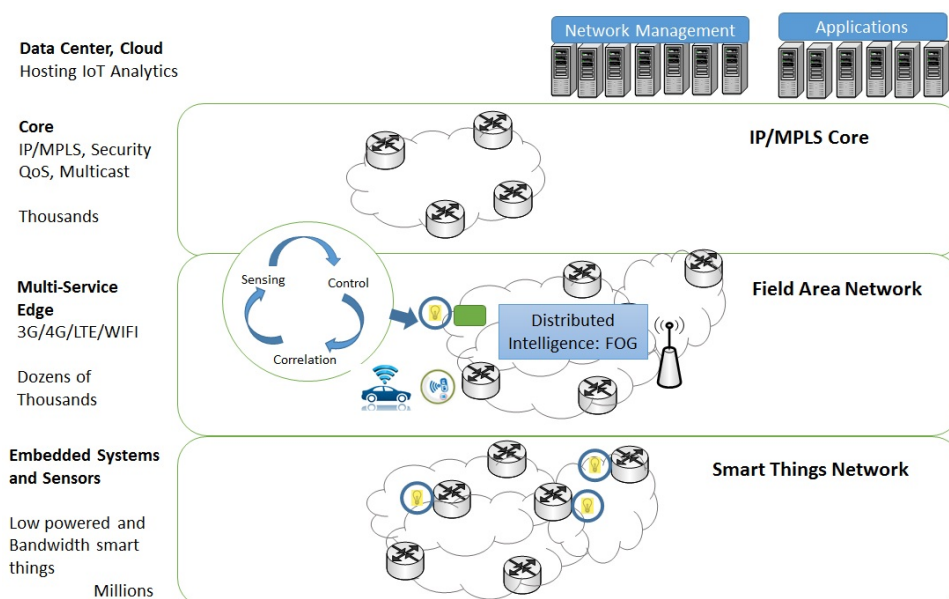 Data Center, Cloud
Hosting IoT Analytics
Network Management
Applications
Core
IP/MPLS, Security
QoS, Multicast
Thousands
IP/MPLS Core
Multi-Service
Edge
3G/4G/LTE/WIFI
Dozens of
Thousands
Sensing
Control
Correlation
Distributed
Intelligence: FOG
Field Area Network
Embedded Systems
and Sensors
Low powered and
Bandwidth smart
things
Millions
Smart Things Network